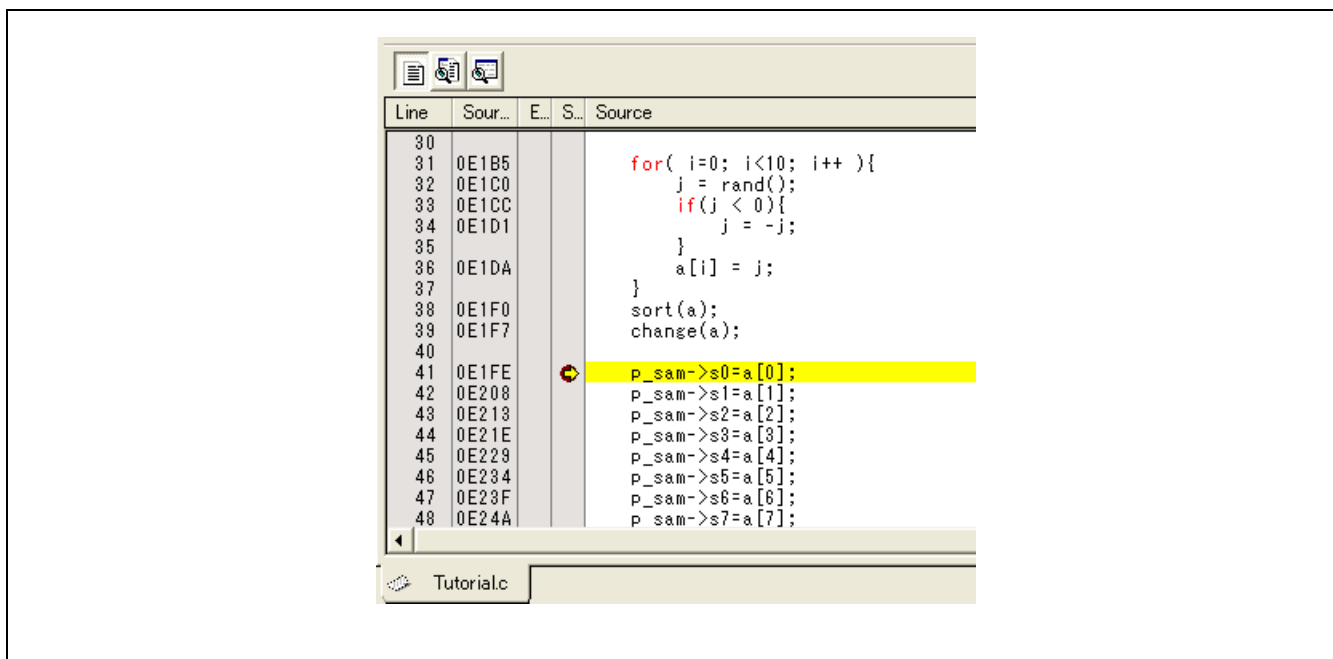 Line Sour... E... S... Source
30
31 0E1B5 for( i=0; i<10; i++ ){
32 0E1C0 j = rand();
33 0E1CC if(j < 0){
34 0E1D1 j = -j;
35 }
36 0E1DA a[i] = j;
37 }
38 0E1F0 sort(a);
39 0E1F7 change(a);
40
41 0E1FE p_sam->s0=a[0];
42 0E208 p_sam->s1=a[1];
43 0E213 p_sam->s2=a[2];
44 0E21E p_sam->s3=a[3];
45 0E229 p_sam->s4=a[4];
46 0E234 p_sam->s5=a[5];
47 0E23F p_sam->s6=a[6];
48 0E24A p_sam->s7=a[7];
Tutorial.c